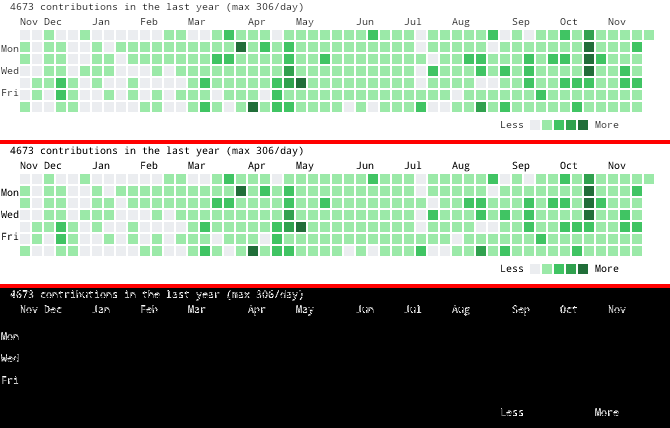 4673 contributions in the last year (max 306/day)
Nov Dec Jan Feb Mar Apr May Jun Jul Aug Sep Oct Nov
Mon
Wed
Fri
Less More
4673 contributions in the last year (max 306/day)
Nov Dec Jan Feb Mar Apr May Jun Jul Aug Sep Oct Nov
Mon
Wed
Fri
Less More
4673 contributions in the last year (max 306/day)
Nov Dec Jan Feb Mar Apr May Jun Jul Aug Sep Oct Nov
Mon
Wed
Fri
Less More